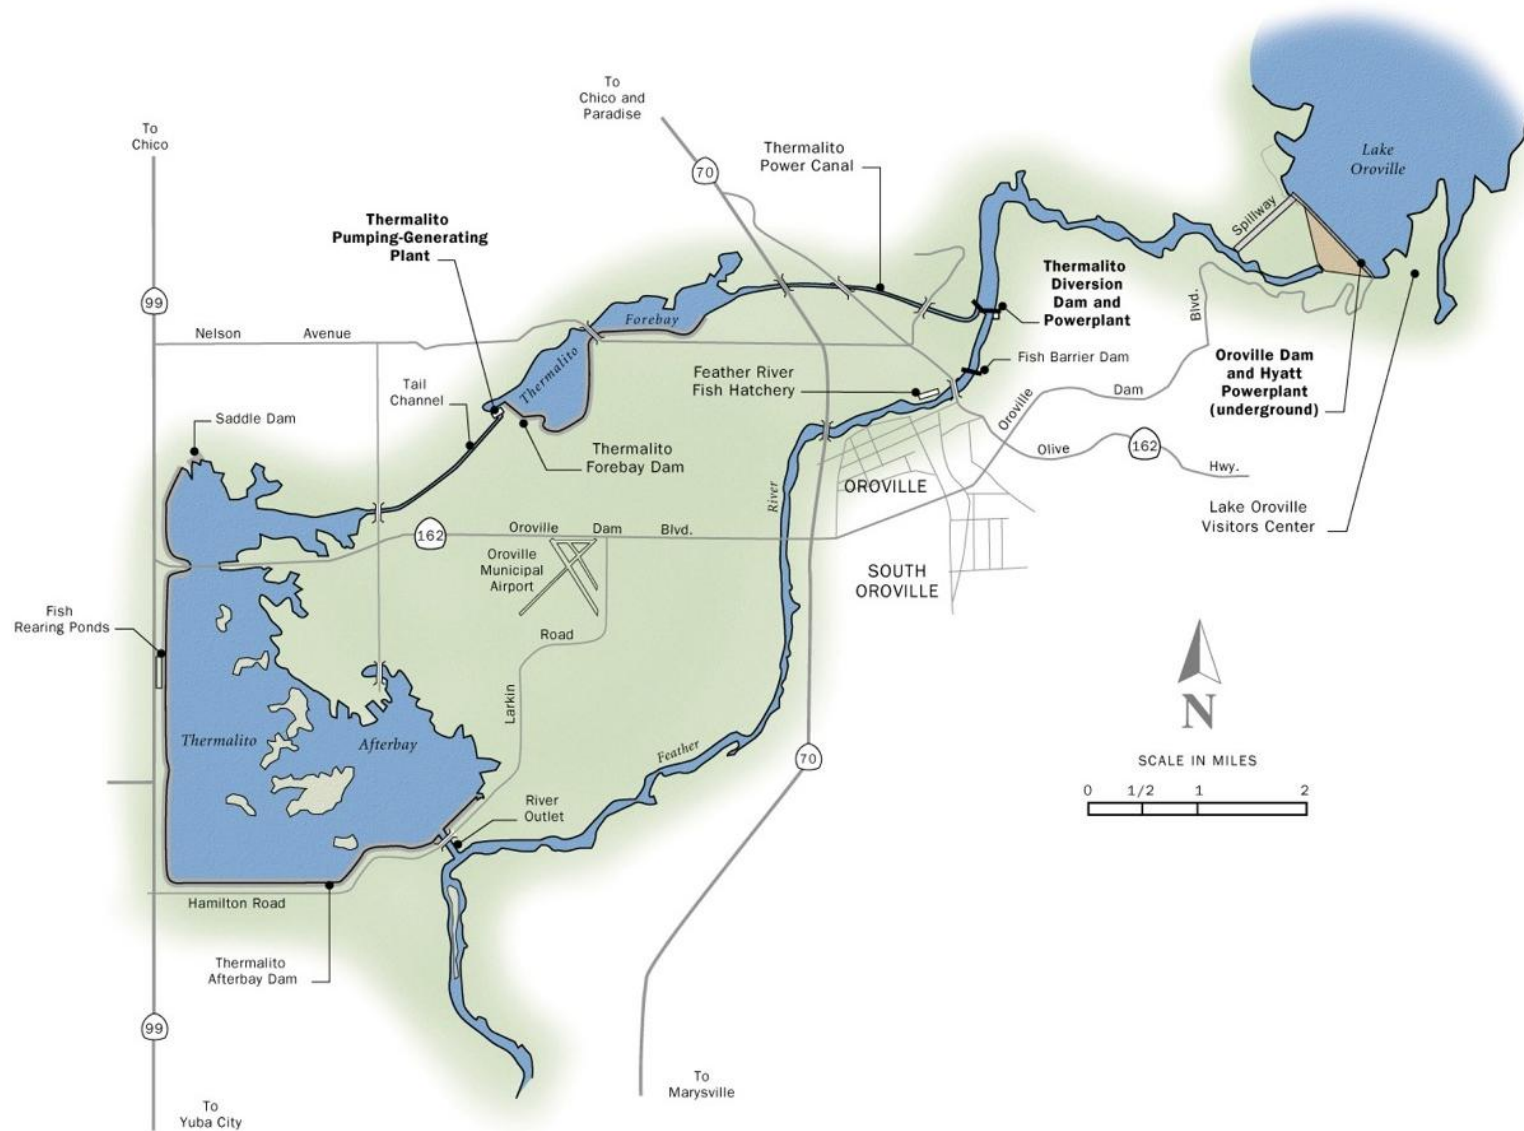 To
Chico and
Paradise
To
Chico
70
Thermalito
Power Canal
Lake
Oroville
Spillway
Thermalito
Pumping-Generating
Plant
Thermalito
Diversion
Dam and
Powerplant
99
Nelson Avenue
Forebay
Thermalito
Blvd.
Fish Barrier Dam
Oroville Dam
and Hyatt
Powerplant
(underground)
Feather River
Fish Hatchery
Tail
Channel
Saddle Dam
Oroville
Dam
Olive
162
Hwy.
Thermalito
Forebay Dam
OROVILLE
River
Lake Oroville
Visitors Center
162
Oroville Dam Blvd.
Oroville
Municipal
Airport
SOUTH
OROVILLE
Fish
Rearing Ponds
Road
Larkin
N
Thermalito Afterbay
Feather
70
SCALE IN MILES
0 1/2 1 2
River
Outlet
Hamilton Road
Thermalito
Afterbay Dam
99
To
Marysville
To
Yuba City